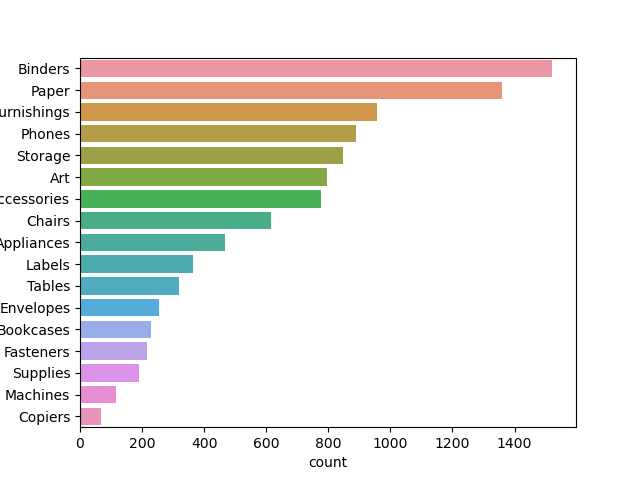 Binders
Paper
urnishings
Phones
Storage
Art
ccessories
Chairs
Appliances
Labels
Tables
Envelopes
Bookcases
Fasteners
Supplies
Machines
Copiers
0 200 400 600 800 1000 1200 1400
count